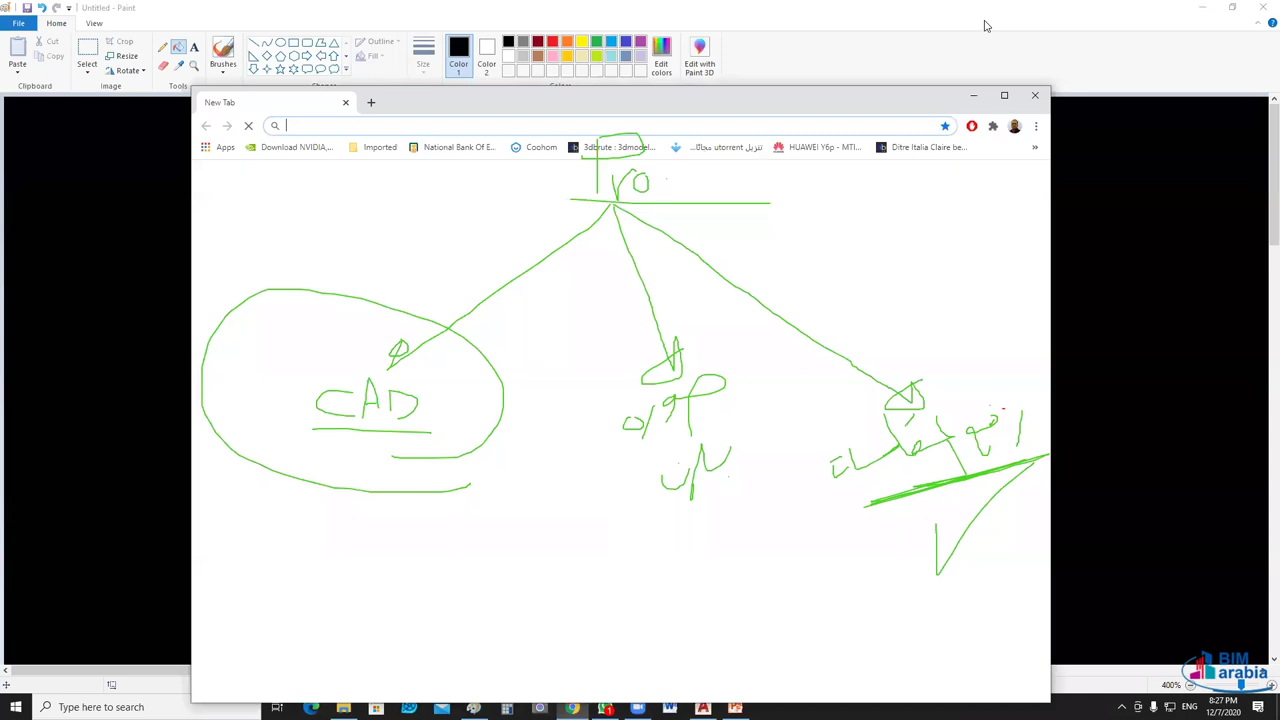 Untitled - Paint
File Home View
Paste Cut Copy Clipboard
Select Crop Resize Rotate Image
Tools
Brushes
Outline Fill
Size
Color 1
Color 2
Edit colors
Edit with Paint 3D
New Tab
Apps Download NVIDIA,... Imported National Bank Of E... Coohom 3dbrute : 3dmodel... تنزيل utorrent مجانًا... HUAWEI Y6p - MTI... Ditre Italia Claire be... »
Pro
CAD
400%
BIM
arabia
Type here to search
8:27 PM
12/7/2020